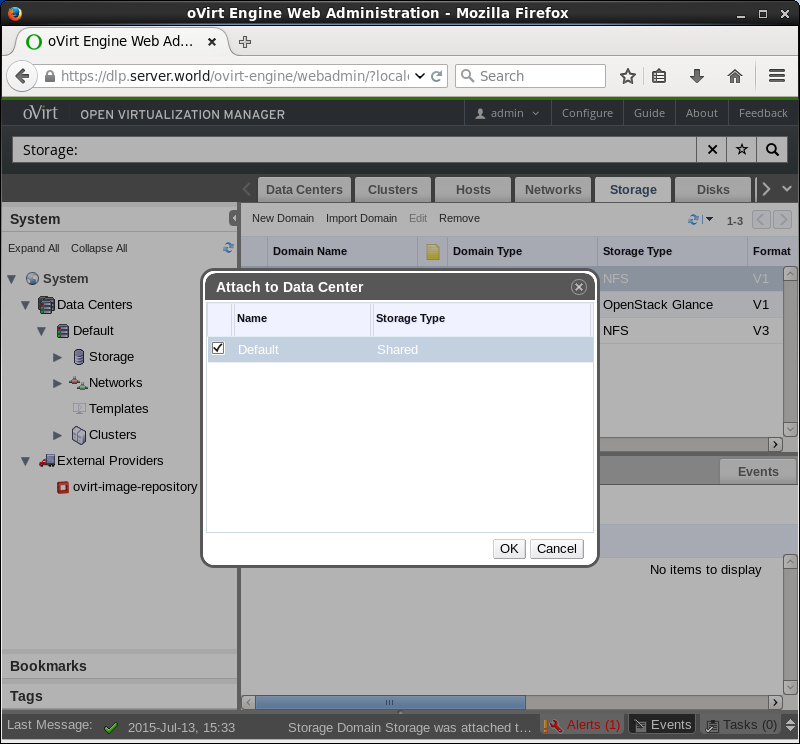 oVirt Engine Web Administration - Mozilla Firefox
oVirt Engine Web Ad...
https://dlp.server.world/ovirt-engine/webadmin/?local
Search
oVirt OPEN VIRTUALIZATION MANAGER
admin Configure Guide About Feedback
Storage:
Data Centers Clusters Hosts Networks Storage Disks
System
New Domain Import Domain Edit Remove
1-3
Expand All Collapse All
Domain Name Domain Type Storage Type Format
System
NFS V1
Data Centers
OpenStack Glance V1
Default
NFS V3
Storage
Networks
Templates
Clusters
External Providers
ovirt-image-repository
Attach to Data Center
Name Storage Type
Default Shared
OK Cancel
Events
No items to display
Bookmarks
Tags
Last Message: 2015-Jul-13, 15:33 Storage Domain Storage was attached t... Alerts (1) Events Tasks (0)